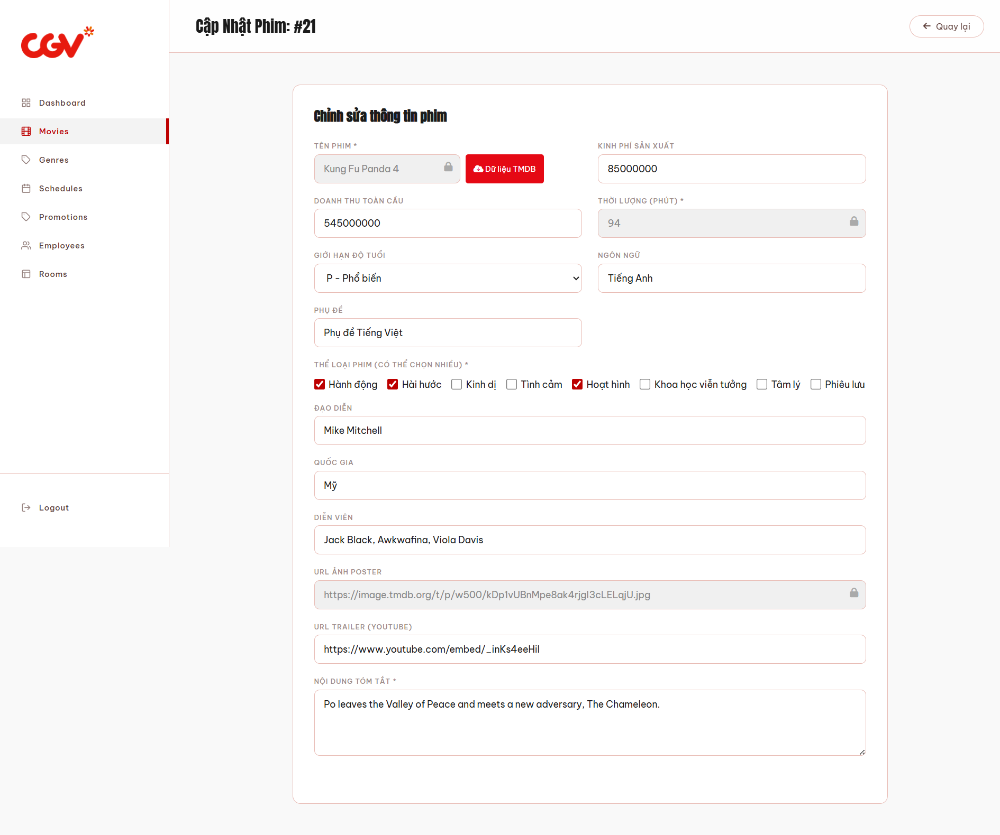 CGV
Cập Nhật Phim: #21
Quay lại
Dashboard
Movies
Genres
Schedules
Promotions
Employees
Rooms
Logout
Chỉnh sửa thông tin phim
TÊN PHIM *
Kung Fu Panda 4
Dữ liệu TMDB
KINH PHÍ SẢN XUẤT
85000000
DOANH THU TOÀN CẦU
545000000
THỜI LƯỢNG (PHÚT) *
94
GIỚI HẠN ĐỘ TUỔI
P - Phổ biến
NGÔN NGỮ
Tiếng Anh
PHỤ ĐỀ
Phụ đề Tiếng Việt
THỂ LOẠI PHIM (CÓ THỂ CHỌN NHIỀU) *
Hành động Hài hước Kinh dị Tình cảm Hoạt hình Khoa học viễn tưởng Tâm lý Phiêu lưu
ĐẠO DIỄN
Mike Mitchell
QUỐC GIA
Mỹ
DIỄN VIÊN
Jack Black, Awkwafina, Viola Davis
URL ẢNH POSTER
https://image.tmdb.org/t/p/w500/kDp1vUBnMpe8ak4rjgl3cLELqjU.jpg
URL TRAILER (YOUTUBE)
https://www.youtube.com/embed/_inKs4eeHiI
NỘI DUNG TÓM TẮT *
Po leaves the Valley of Peace and meets a new adversary, The Chameleon.